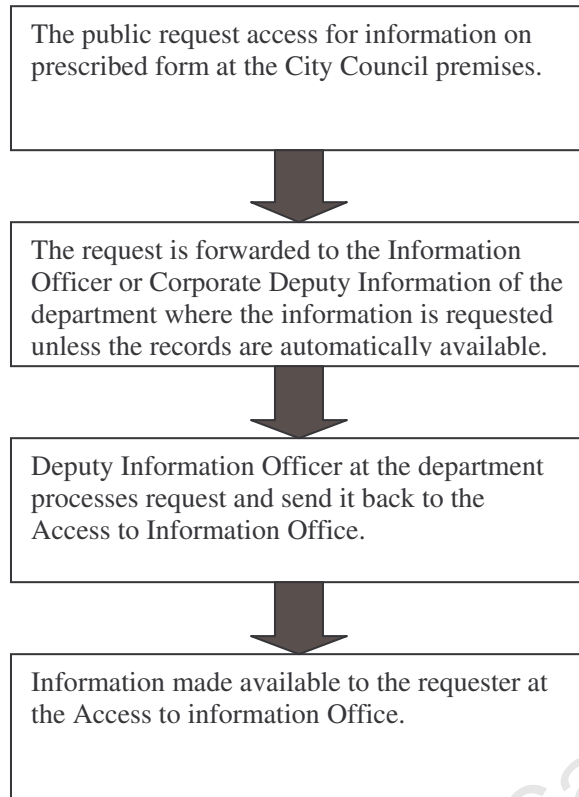 The public request access for information on
prescribed form at the City Council premises.
The request is forwarded to the Information
Officer or Corporate Deputy Information of the
department where the information is requested
unless the records are automatically available.
Deputy Information Officer at the department
processes request and send it back to the
Access to Information Office.
Information made available to the requester at
the Access to information Office.